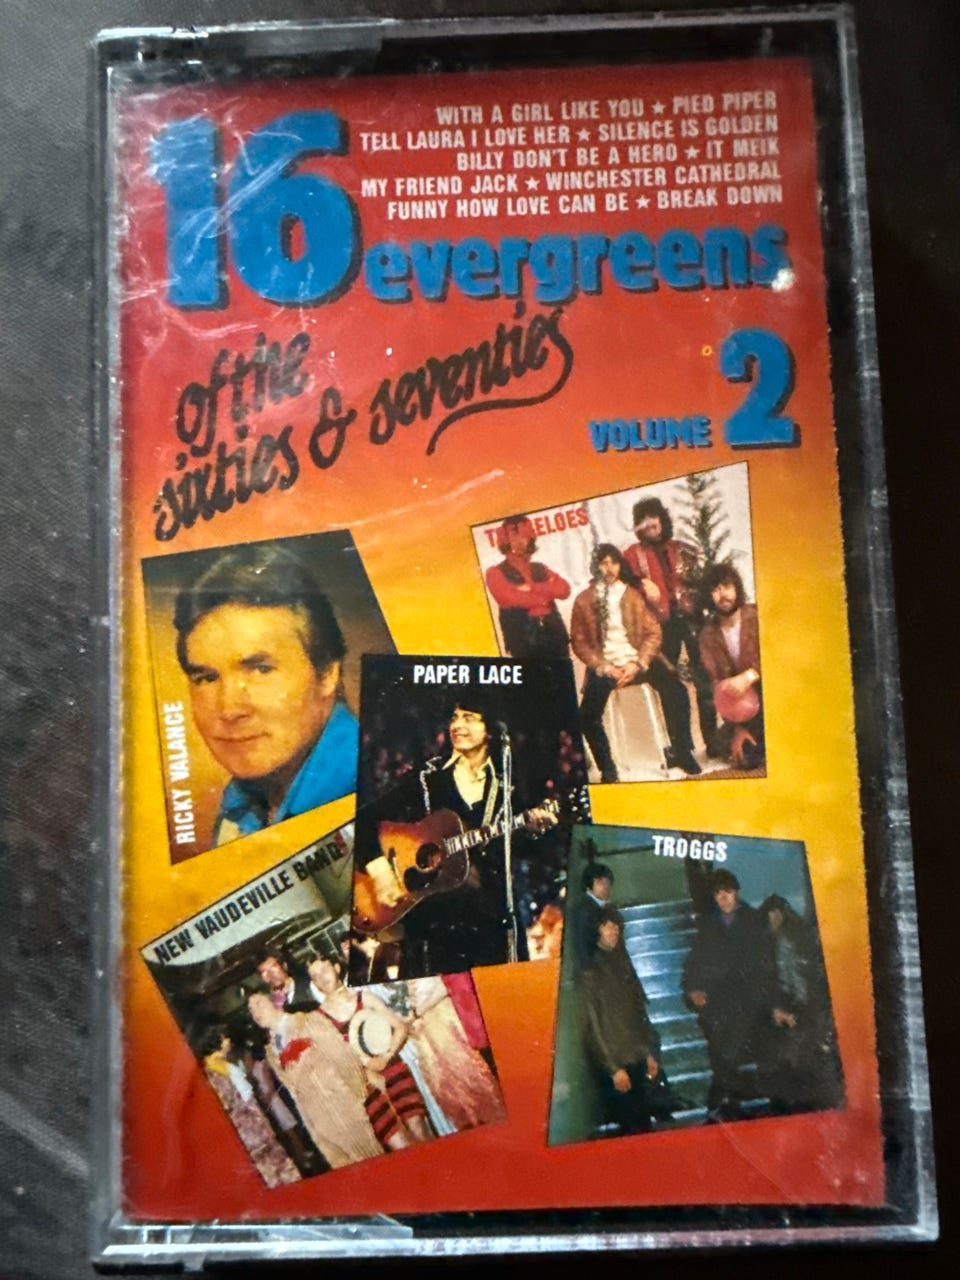 WITH A GIRL LIKE YOU ★ PIED PIPER
TELL LAURA I LOVE HER ★ SILENCE IS GOLDEN
BILLY DON'T BE A HERO ★ IT MEIK
MY FRIEND JACK ★ WINCHESTER CATHEDRAL
FUNNY HOW LOVE CAN BE ★ BREAK DOWN
16 evergreens
of the
sixties & seventies
VOLUME 2
TREMELOES
PAPER LACE
RICKY VALANCE
TROGGS
NEW VAUDEVILLE BAND